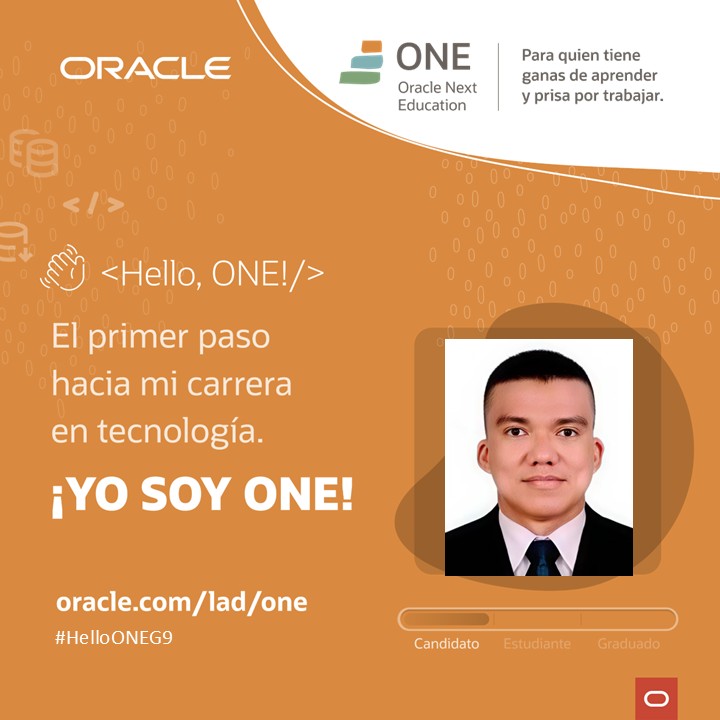 ORACLE
ONE
Oracle Next
Education
Para quien tiene
ganas de aprender
y prisa por trabajar.
</>
<Hello, ONE!/>
El primer paso
hacia mi carrera
en tecnología.
¡YO SOY ONE!
oracle.com/lad/one
#HelloONEG9
Candidato Estudiante Graduado